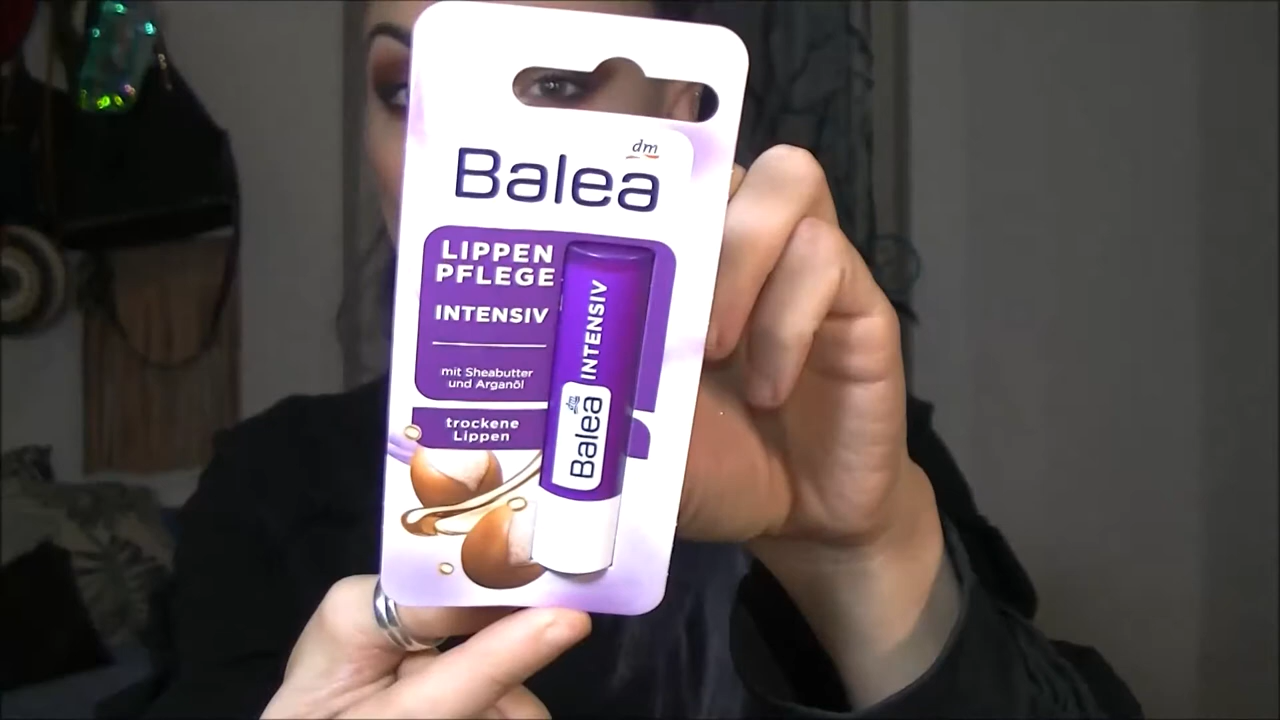 dm
Balea
LIPPEN
PFLEGE
INTENSIV
mit Sheabutter
und Arganöl
trockene
Lippen
INTENSIV
dm
Balea